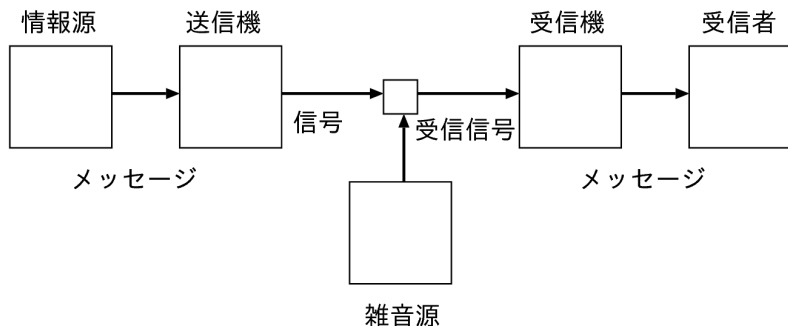 情報源
送信機
受信機
受信者
信号
受信信号
メッセージ
メッセージ
雑音源